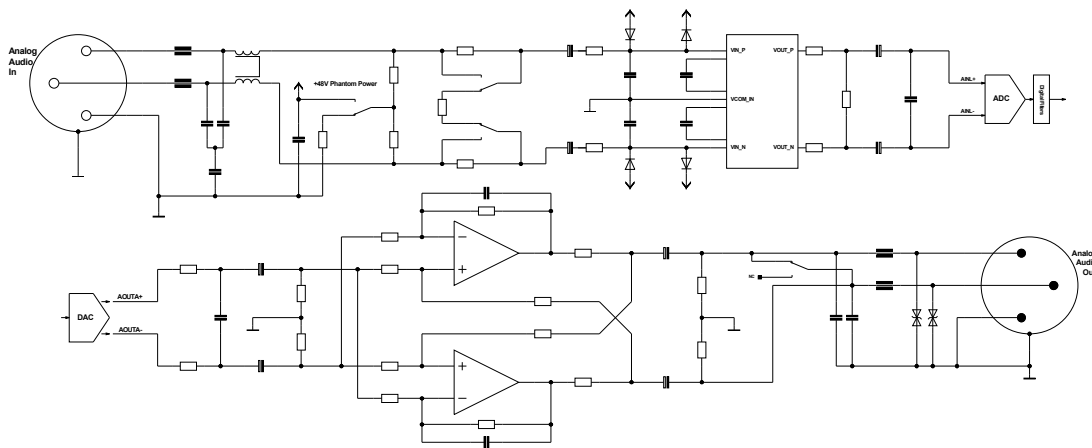 Analog
Audio
In
+48V Phantom Power
VIN_P
VOUT_P
VCOM_IN
VIN_N
VOUT_N
AINL+
AINL-
ADC
Digital Filters
DAC
AOUTA+
AOUTA-
NC
Analog
Audio
Out